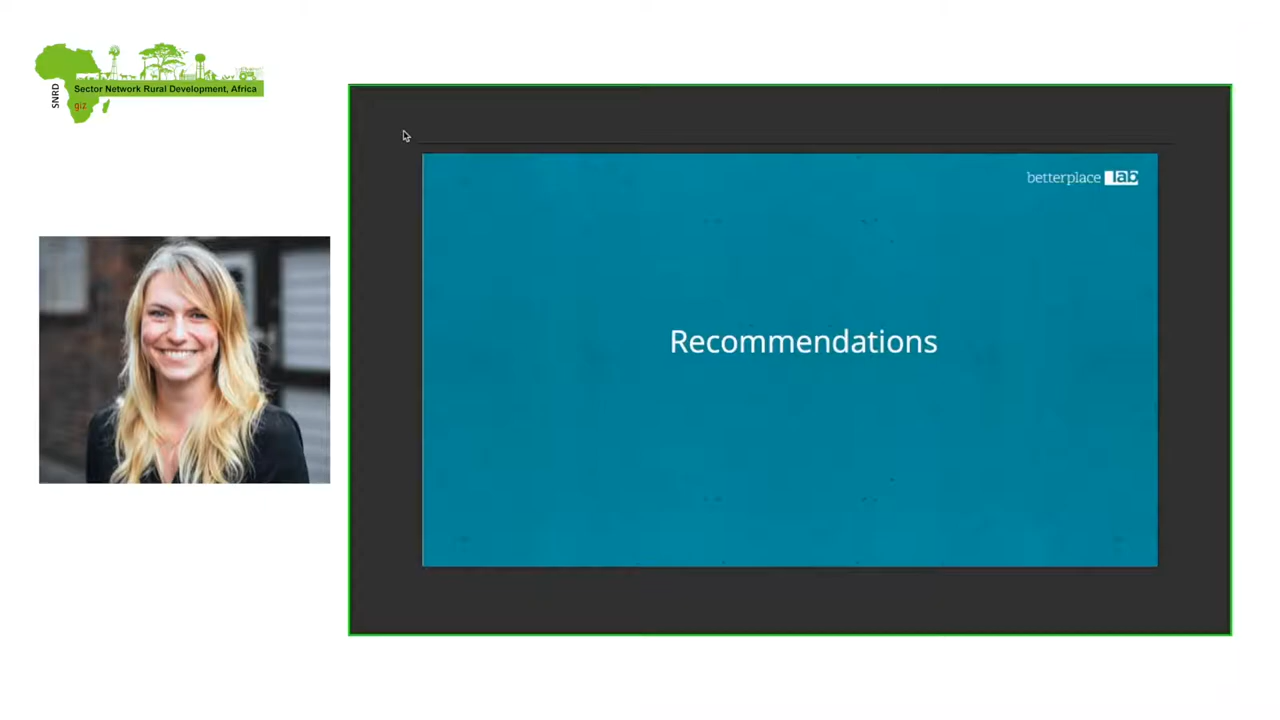 SNRD
Sector Network Rural Development, Africa
giz
betterplace lab
Recommendations